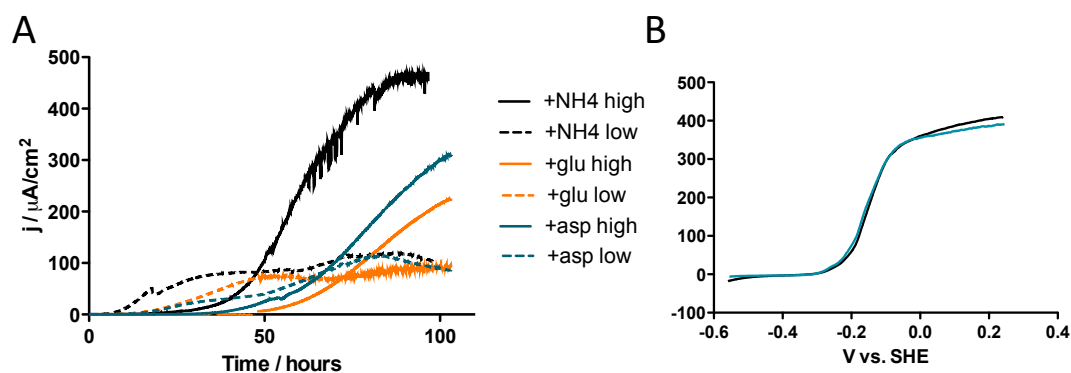 A
j / μA/cm²
500
400
300
200
100
0
0
50
100
Time / hours
+NH4 high
+NH4 low
+glu high
+glu low
+asp high
+asp low
B
500
400
300
200
100
0
-100
-0.6
-0.4
-0.2
0.0
0.2
0.4
V vs. SHE